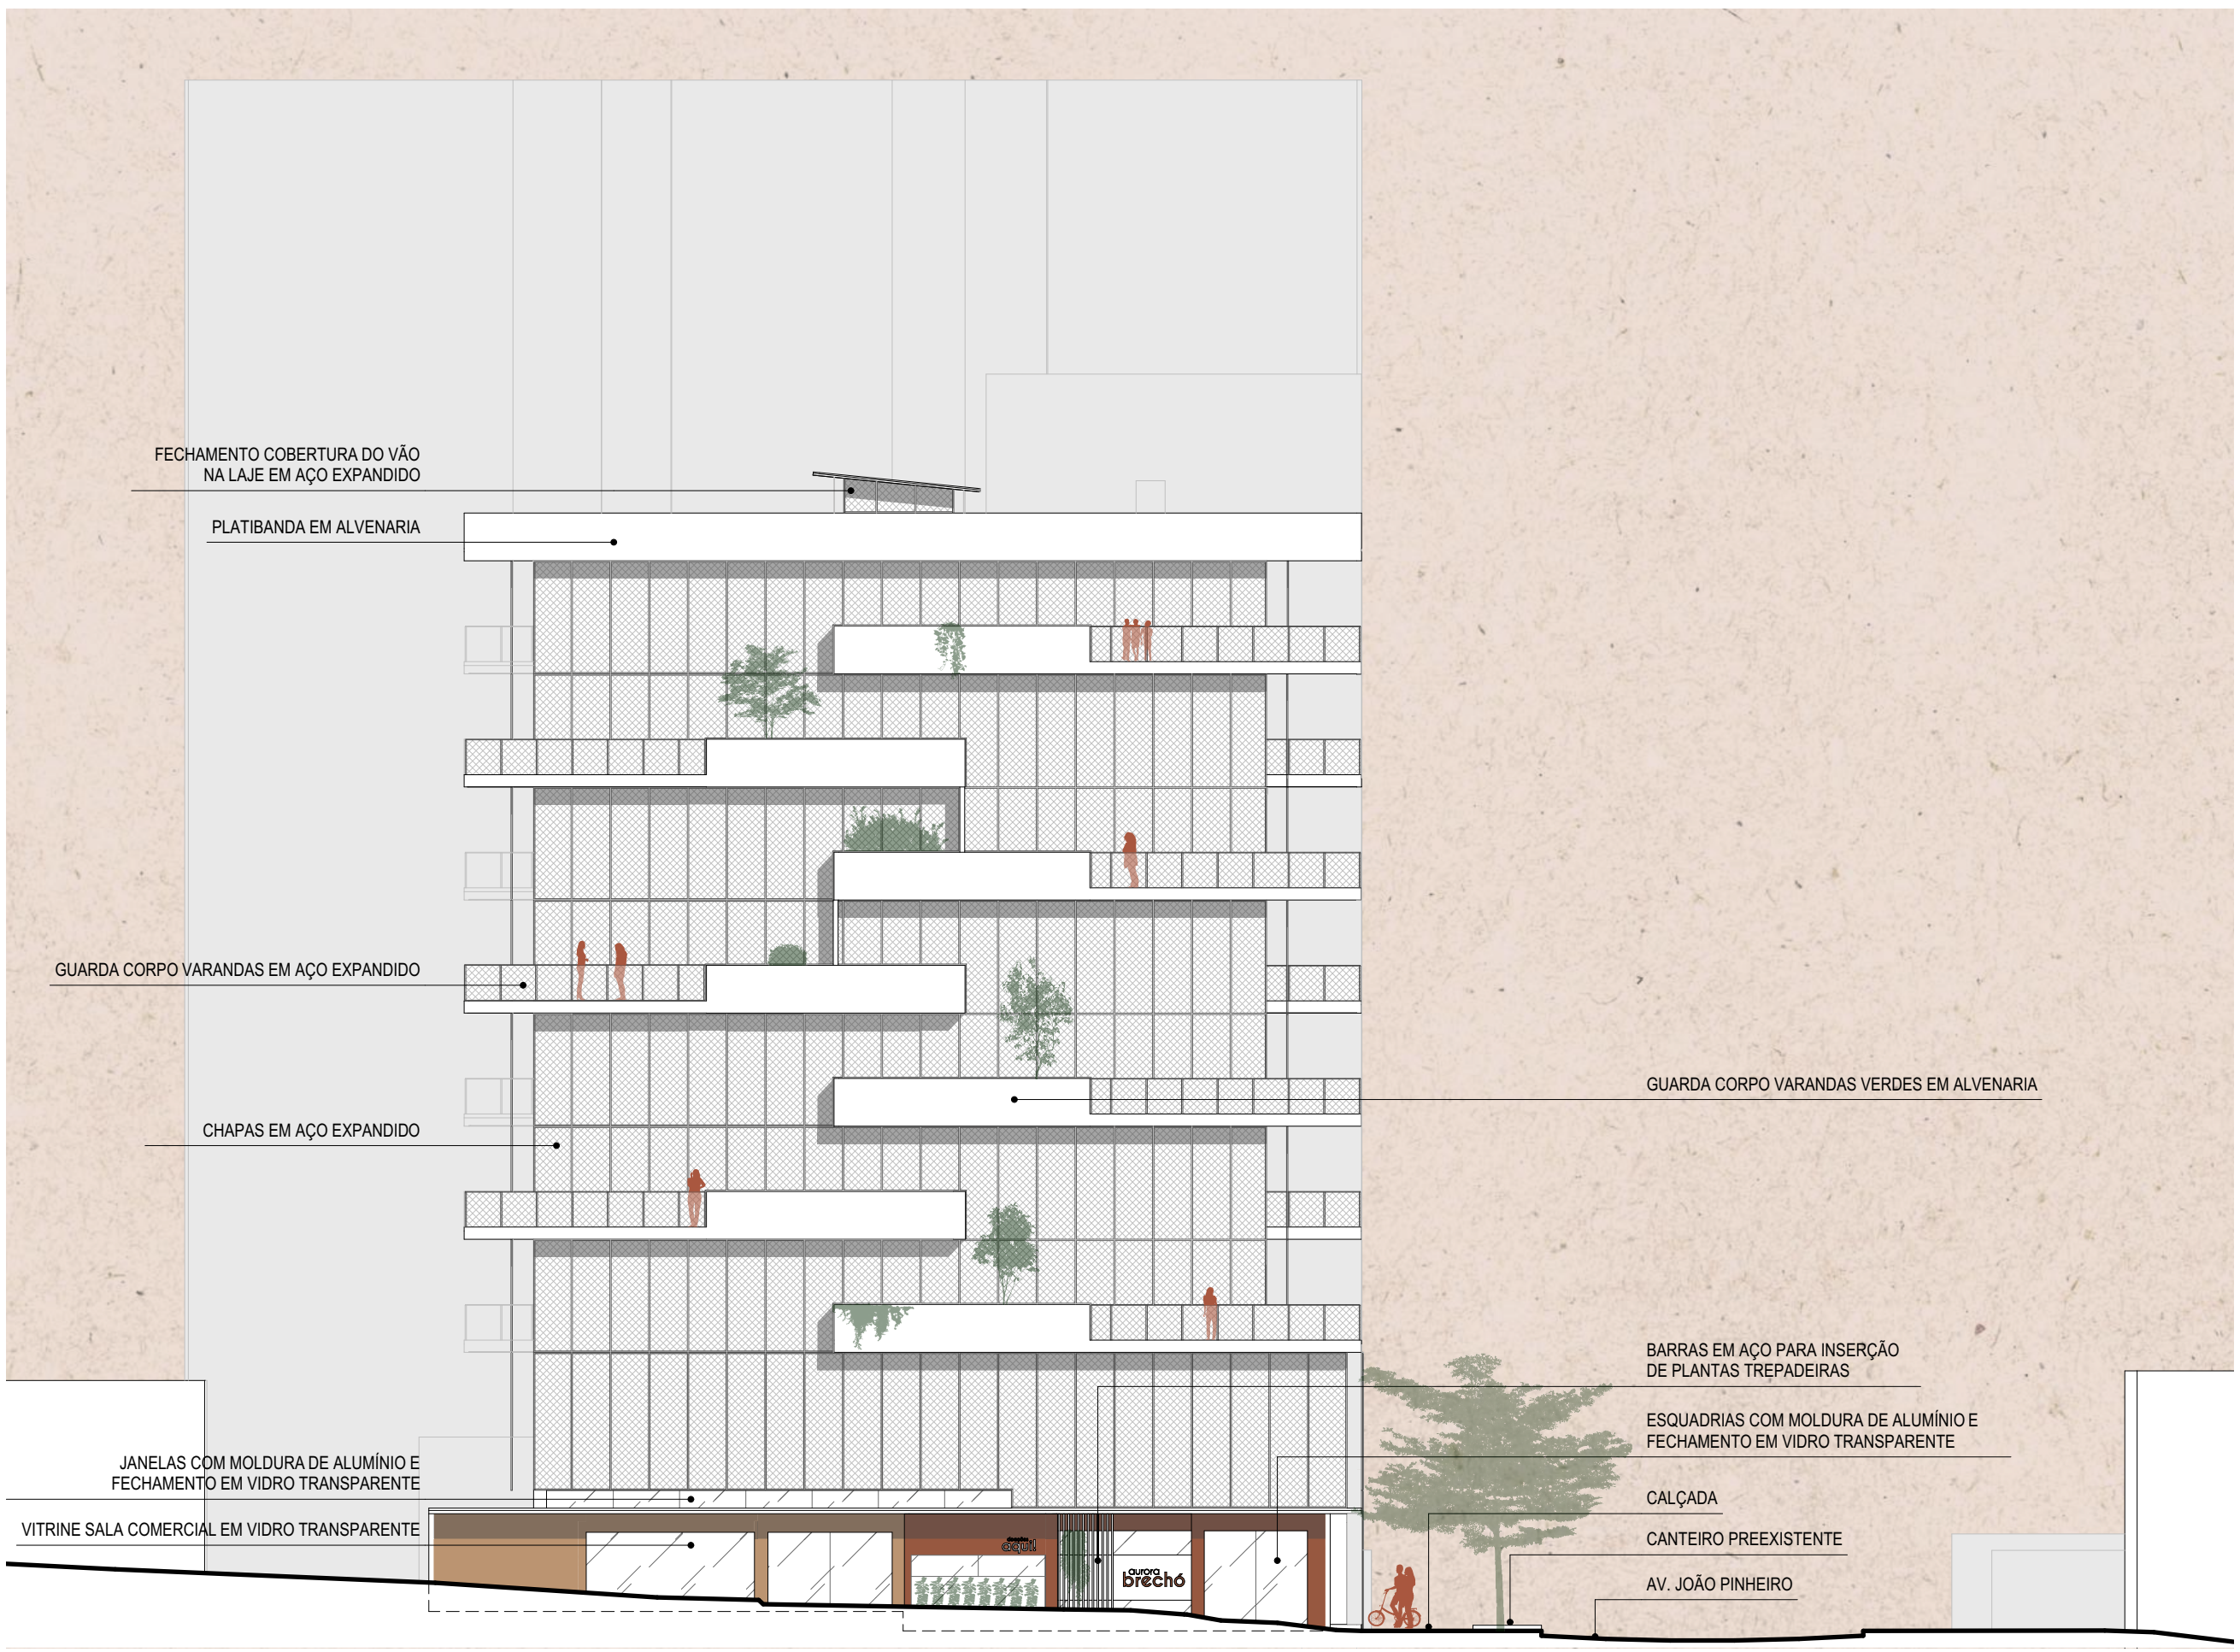 FECHAMENTO COBERTURA DO VÃO
NA LAJE EM AÇO EXPANDIDO
PLATIBANDA EM ALVENARIA
GUARDA CORPO VARANDAS EM AÇO EXPANDIDO
GUARDA CORPO VARANDAS VERDES EM ALVENARIA
CHAPAS EM AÇO EXPANDIDO
BARRAS EM AÇO PARA INSERÇÃO
DE PLANTAS TREPADEIRAS
ESQUADRIAS COM MOLDURA DE ALUMÍNIO E
FECHAMENTO EM VIDRO TRANSPARENTE
JANELAS COM MOLDURA DE ALUMÍNIO E
FECHAMENTO EM VIDRO TRANSPARENTE
CALÇADA
VITRINE SALA COMERCIAL EM VIDRO TRANSPARENTE
CANTEIRO PREEXISTENTE
AV. JOÃO PINHEIRO
aqui!
aurora
brechó